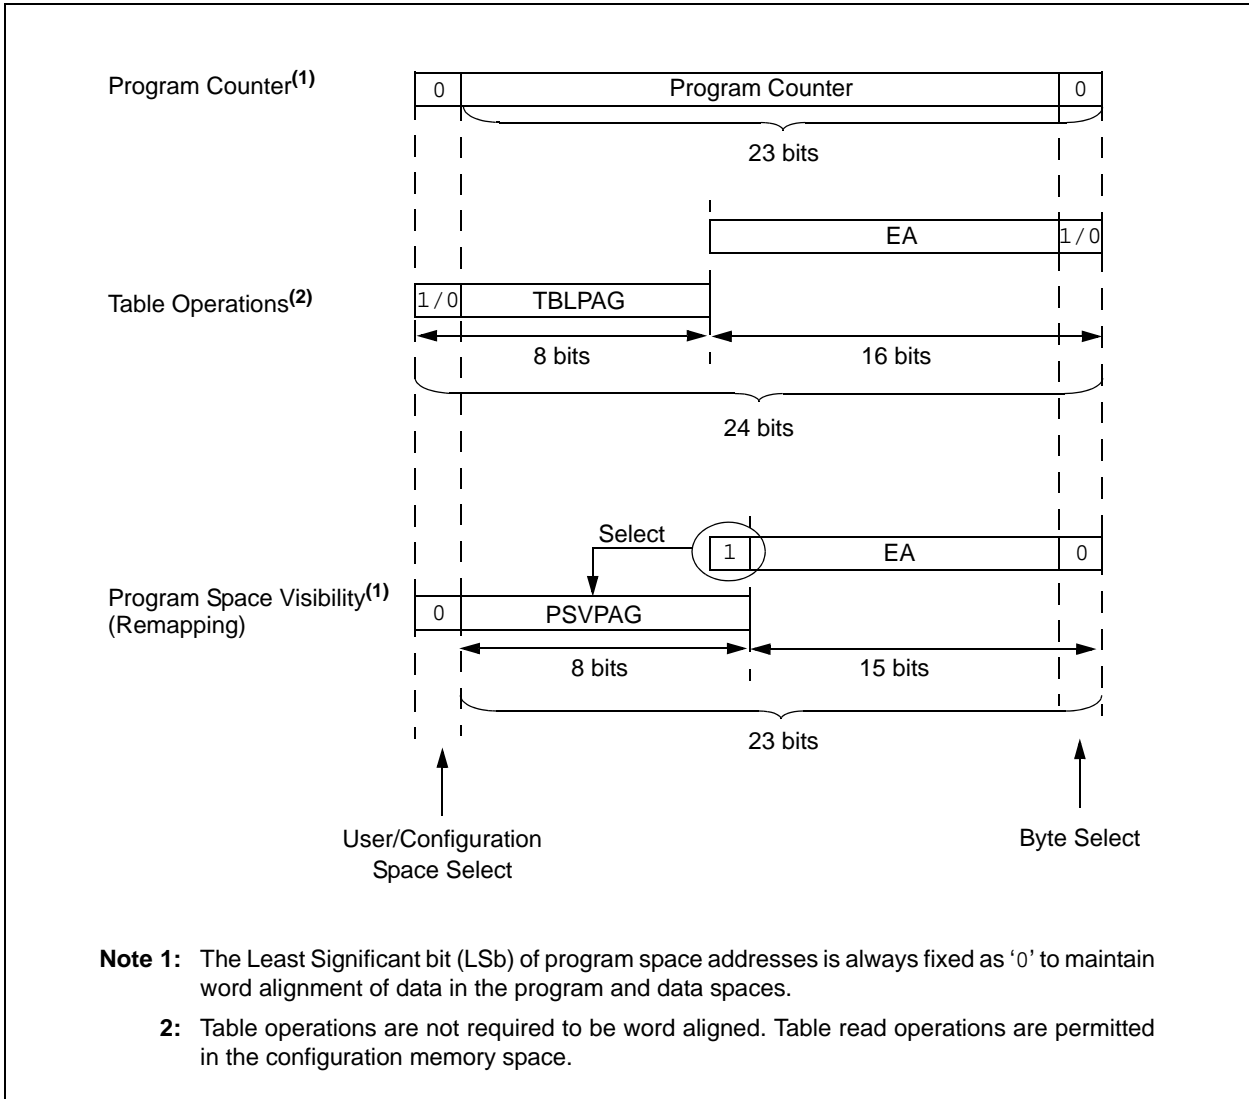 Program Counter(1)
0
Program Counter
0
23 bits
EA
1/0
Table Operations(2)
1/0
TBLPAG
8 bits
16 bits
24 bits
Select
1
EA
0
Program Space Visibility(1)
(Remapping)
0
PSVPAG
8 bits
15 bits
23 bits
User/Configuration
Space Select
Byte Select
Note 1: The Least Significant bit (LSb) of program space addresses is always fixed as ‘0’ to maintain
word alignment of data in the program and data spaces.
2: Table operations are not required to be word aligned. Table read operations are permitted
in the configuration memory space.